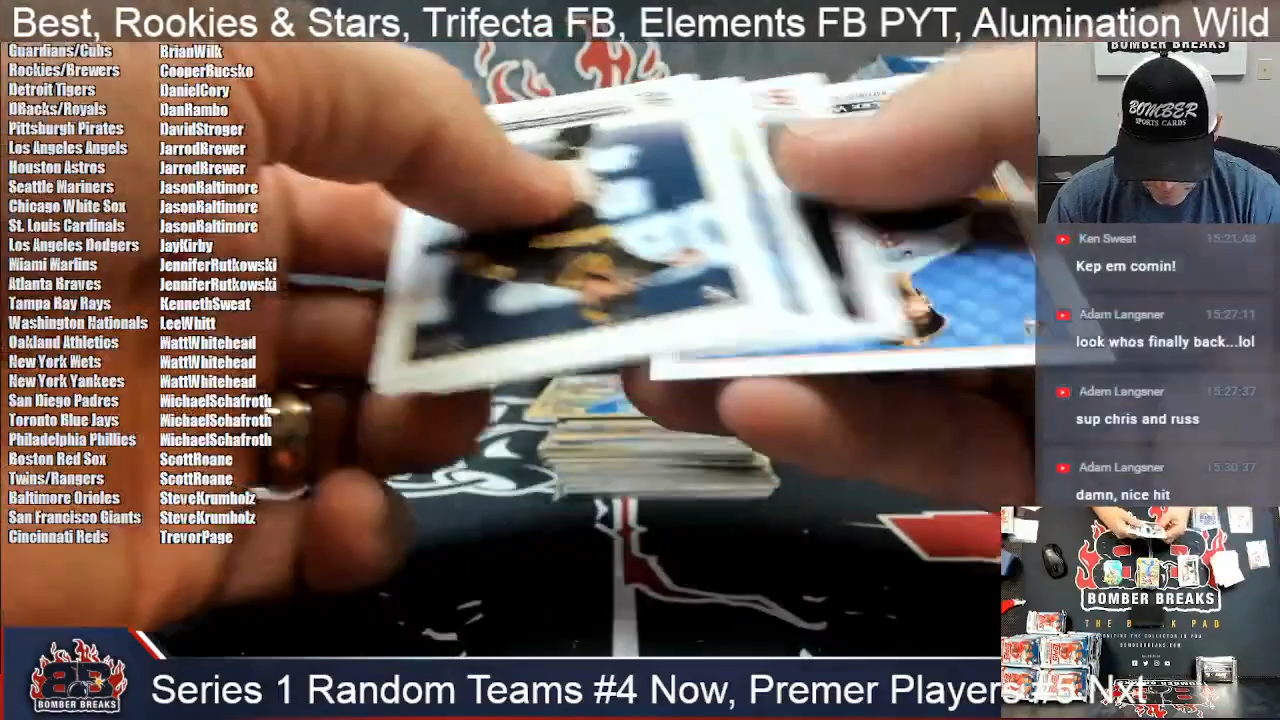 Best, Rookies & Stars, Trifecta FB, Elements FB PYT, Alumination Wild
Guardians/Cubs BrianWilk
Rockies/Brewers CooperRucsko
Detroit Tigers DanielCory
DBacks/Royals DanRambo
Pittsburgh Pirates DavidStroger
Los Angeles Angels JarrodBrewer
Houston Astros JarrodBrewer
Seattle Mariners JasonBaltimore
Chicago White Sox JasonBaltimore
St. Louis Cardinals JasonBaltimore
Los Angeles Dodgers JayKirby
Miami Marlins JenniferRutkowski
Atlanta Braves JenniferRutkowski
Tampa Bay Rays KennethSweat
Washington Nationals LeeWhitt
Oakland Athletics MattWhitehead
New York Mets MattWhitehead
New York Yankees MattWhitehead
San Diego Padres MichaelSchafroth
Toronto Blue Jays MichaelSchafroth
Philadelphia Phillies MichaelSchafroth
Boston Red Sox ScottRoane
Twins/Rangers ScottRoane
Baltimore Orioles SteveKrumholz
San Francisco Giants SteveKrumholz
Cincinnati Reds TrevorPage
BOMBER BREAKS
BOMBER
SPORTS CARDS
Ken Sweat 15:21:48
Kep em comin!
Adam Langsner 15:27:11
look whos finally back...lol
Adam Langsner 15:27:37
sup chris and russ
Adam Langsner 15:30:37
damn, nice hit
BOMBER BREAKS
THE PAD
BOMBER BREAKS
Series 1 Random Teams #4 Now, Premer Players #5 Nxt